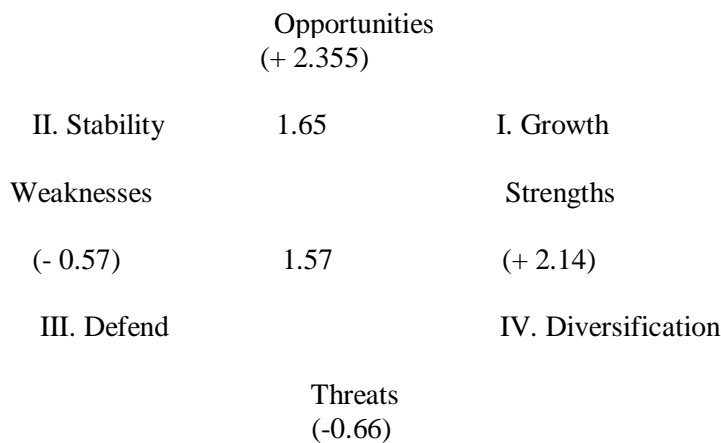 Opportunities
(+ 2.355)
II. Stability 1.65 I. Growth
Weaknesses Strengths
(- 0.57) 1.57 (+ 2.14)
III. Defend IV. Diversification
Threats
(-0.66)